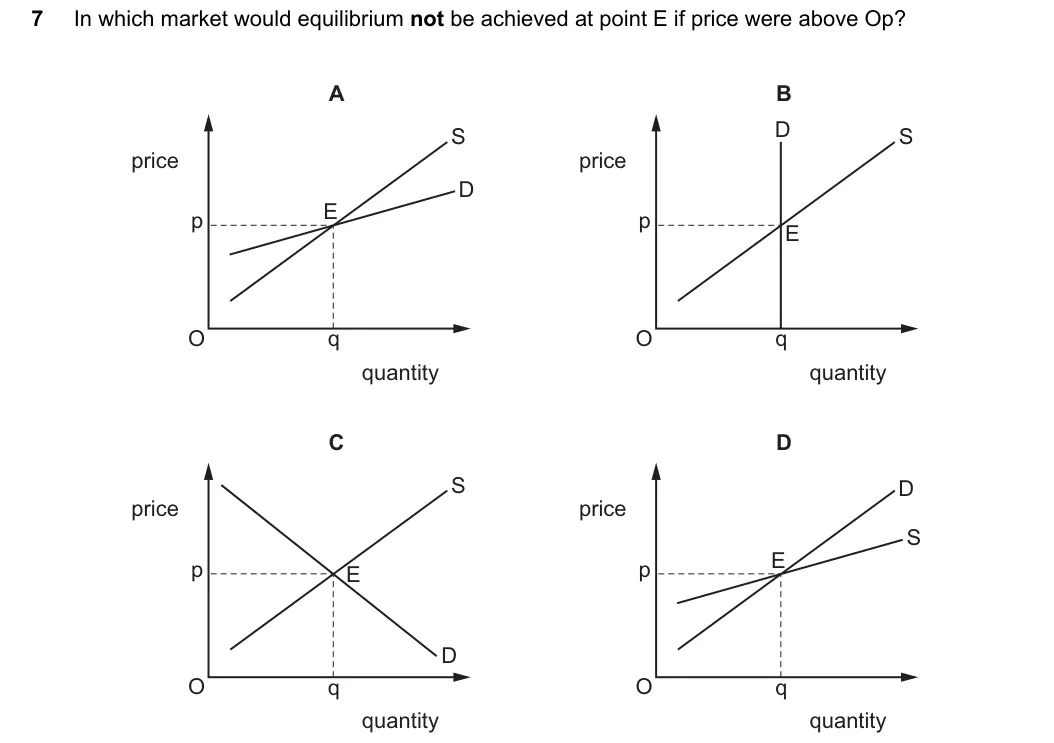 7 In which market would equilibrium not be achieved at point E if price were above Op?
A
B
price
S
D
E
p
O
q
quantity
price
D
S
p
E
O
q
quantity
C
D
price
S
p
E
D
O
q
quantity
price
D
S
E
p
O
q
quantity